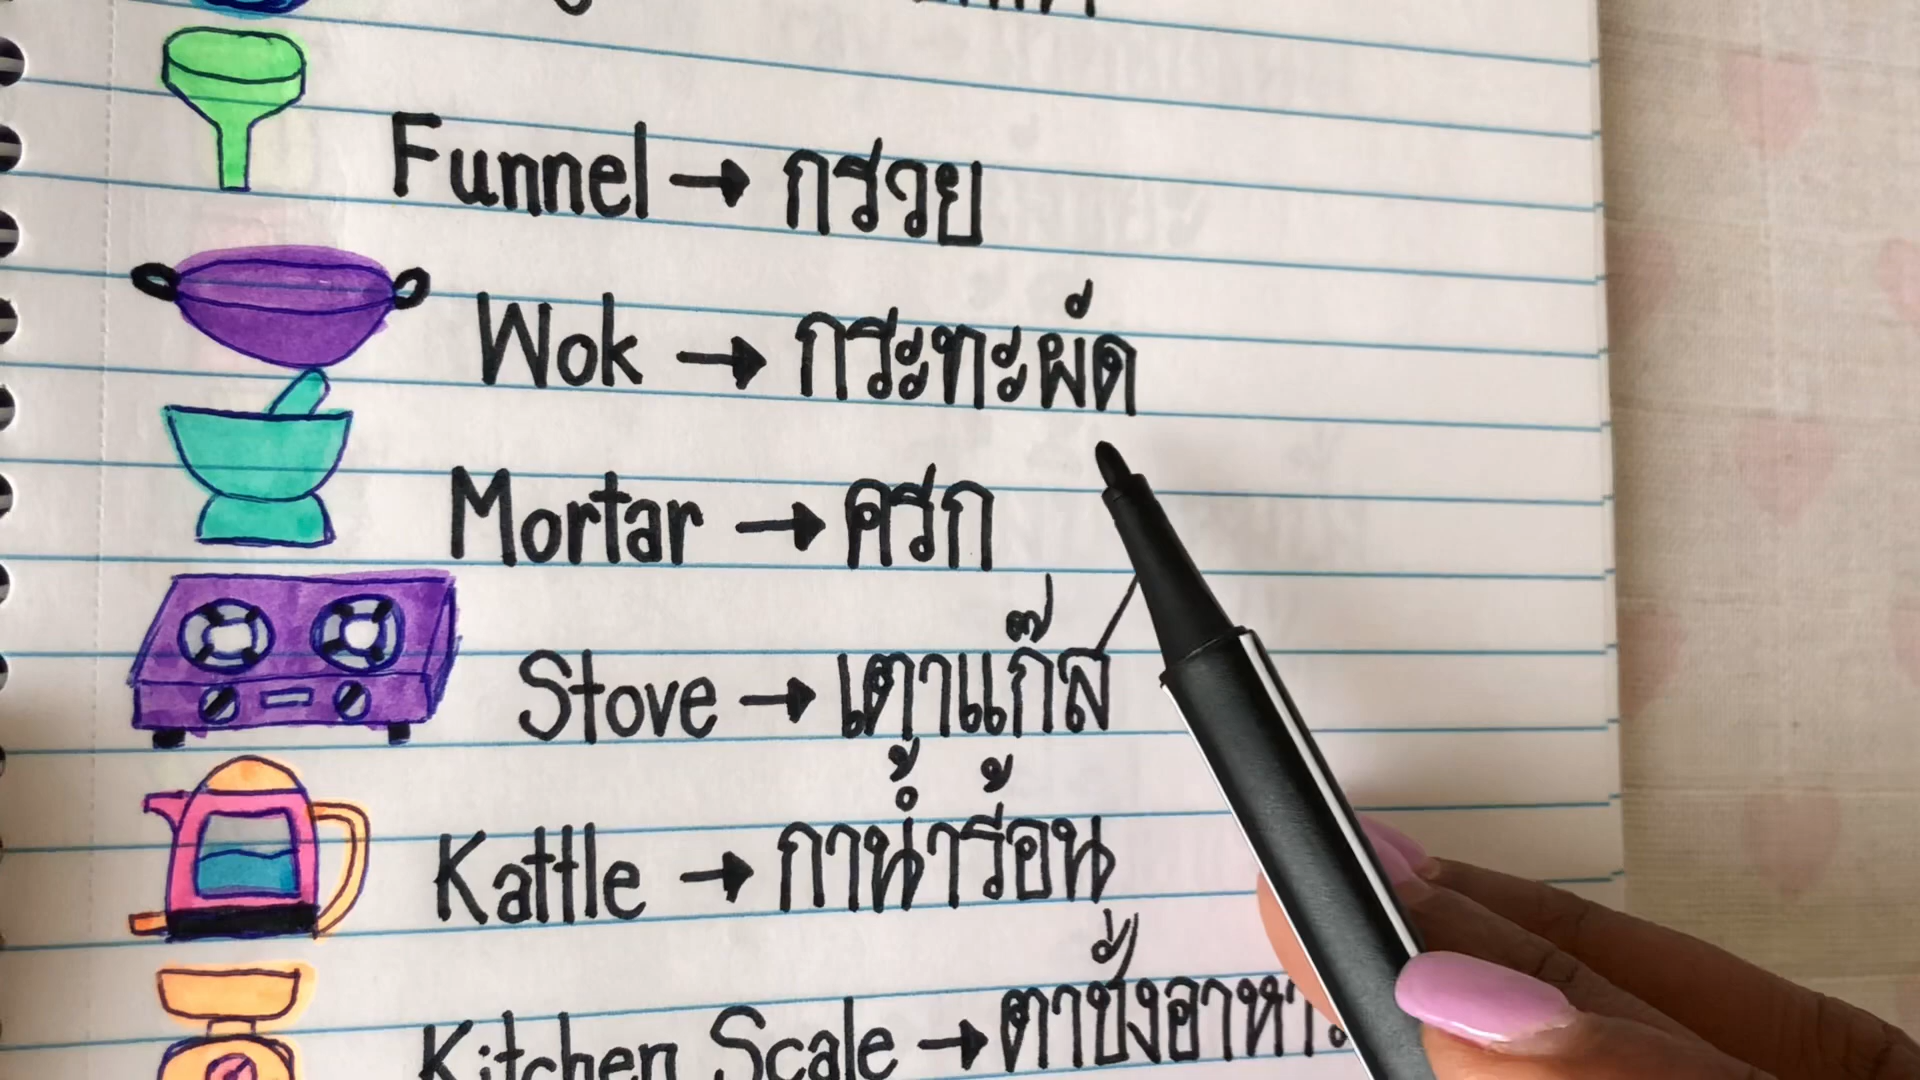 Funnel → กรวย
Wok → กระทะผัด
Mortar → ครก
Stove → เตาแก๊ส
Kattle → กาน้ำร้อน
Kitchen Scale → ตาชั่งอาหาร